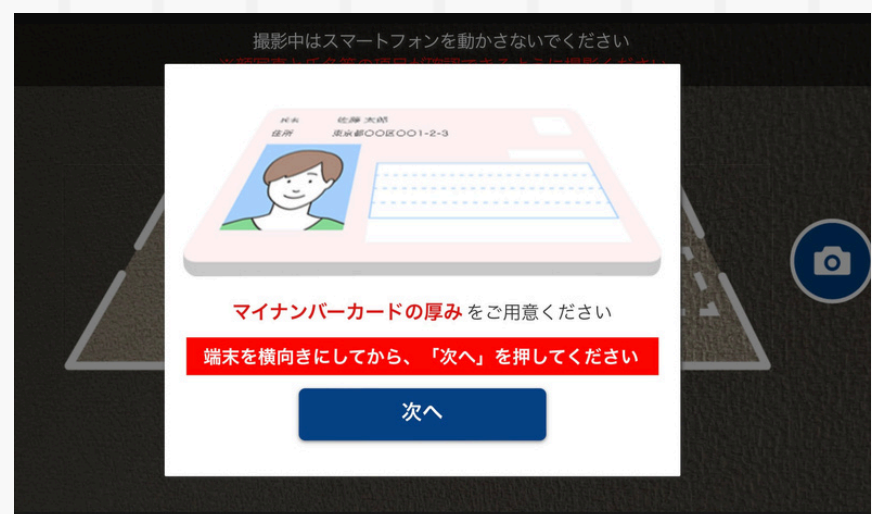 撮影中はスマートフォンを動かさないでください
氏名 佐藤 太郎
住所 東京都〇〇区〇〇1-2-3
マイナンバーカードの厚み をご用意ください
端末を横向きにしてから、「次へ」を押してください
次へ